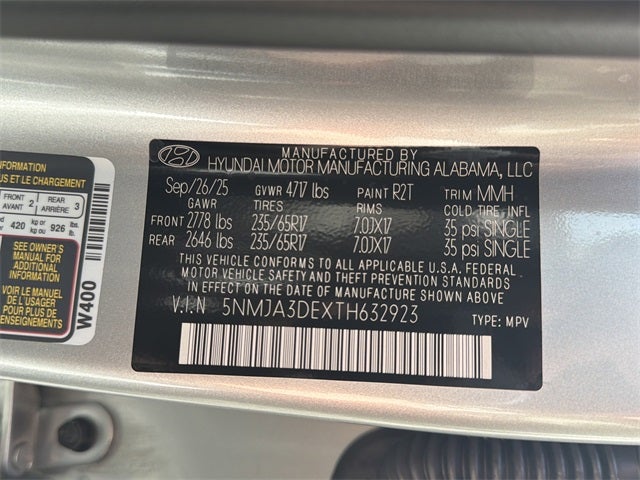 MANUFACTURED BY
HYUNDAI MOTOR MANUFACTURING ALABAMA, LLC
Sep/26/25 GVWR 4717 lbs PAINT R2T TRIM MMH
GAWR TIRES RIMS COLD TIRE. INFL
FRONT 2778 lbs 235/65R17 7.0JX17 35 psi SINGLE
REAR 2646 lbs 235/65R17 7.0JX17 35 psi SINGLE
THIS VEHICLE CONFORMS TO ALL APPLICABLE U.S.A. FEDERAL
MOTOR VEHICLE SAFETY AND THEFT PREVENTION STANDARDS
IN EFFECT ON THE DATE OF MANUFACTURE SHOWN ABOVE.
V.I.N 5NMJA3DEXTH632923
TYPE: MPV
INFORMATION
US ET LE CHARGEMENT
FRONT AVANT 2 REAR ARRIÈRE 3
420 kg or kg ou 926 lbs
SEE OWNER'S
MANUAL FOR
ADDITIONAL
INFORMATION
VOIR LE MANUEL
DE L'USAGER
POUR PLUS DE
RENSEIGNEMENTS
W400